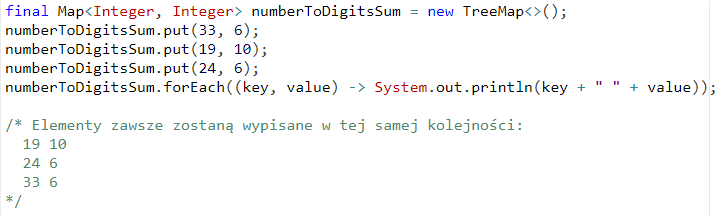 final Map<Integer, Integer> numberToDigitsSum = new TreeMap<>();
numberToDigitsSum.put(33, 6);
numberToDigitsSum.put(19, 10);
numberToDigitsSum.put(24, 6);
numberToDigitsSum.forEach((key, value) -> System.out.println(key + " " + value));

/* Elementy zawsze zostaną wypisane w tej samej kolejności:
  19 10
  24 6
  33 6
*/